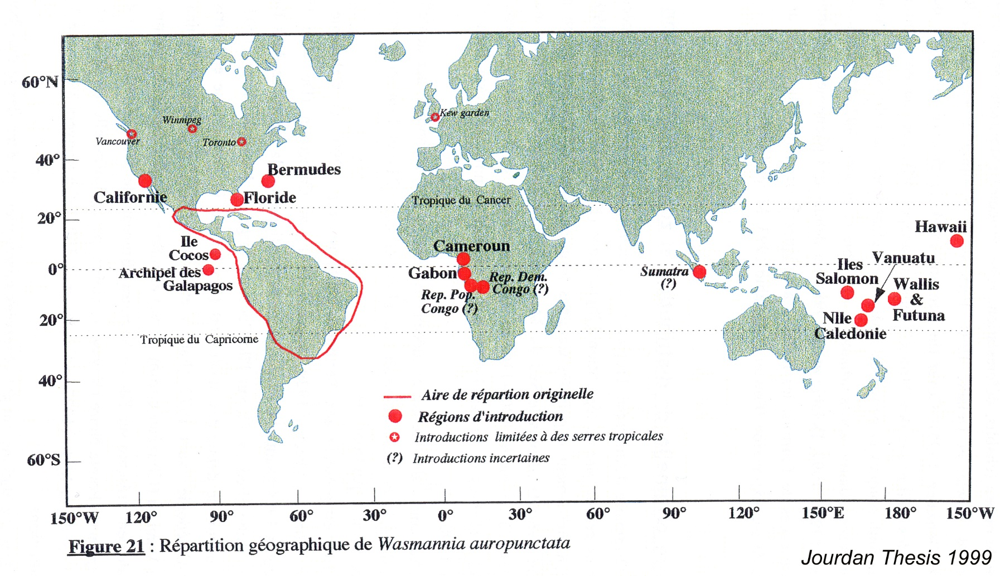 60°N
40°
20°
0°
20°
40°
60°S
Winnipeg
Vancouver
Toronto
Kew garden
Bermudes
Californie
Floride
Tropique du Cancer
Ile
Cocos
Archipel des
Galapagos
Cameroun
Gabon
Rep. Dem.
Congo (?)
Rep. Pop.
Congo (?)
Sumatra
(?)
Hawaii
Vanuatu
Iles
Salomon
Wallis
&
Futuna
Nlle
Calédonie
Tropique du Capricorne
Aire de répartion originelle
Régions d'introduction
Introductions limitées à des serres tropicales
(?) Introductions incertaines
150°W 120° 90° 60° 30° 0° 30° 60° 90° 120° 150°E 180° 150°W
Figure 21 : Répartition géographique de Wasmannia auropunctata
Jourdan Thesis 1999